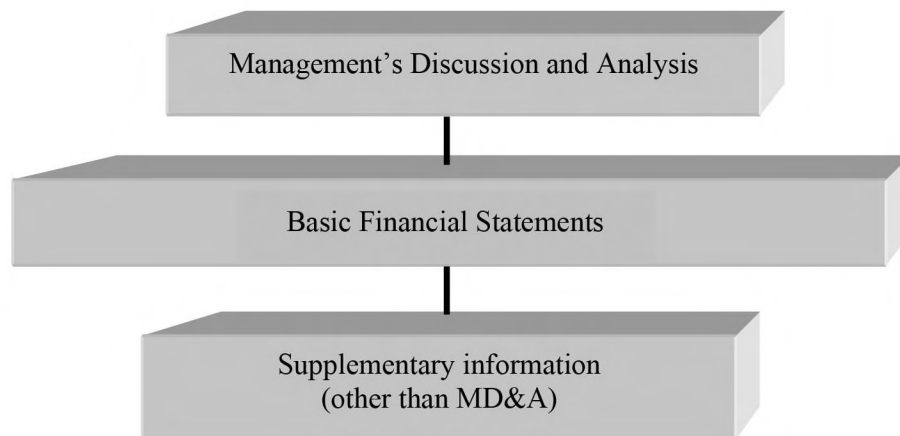 Management’s Discussion and Analysis
Basic Financial Statements
Supplementary information
(other than MD&A)